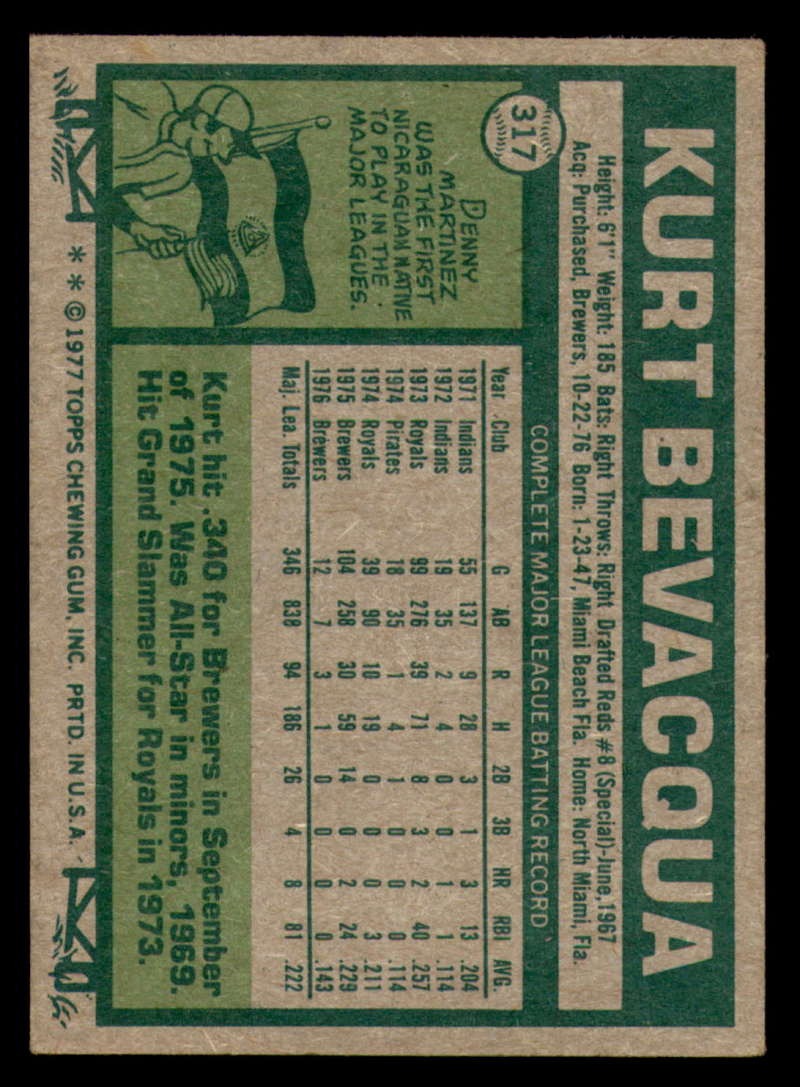 317
KURT BEVACQUA
Height: 6'1" Weight: 185 Bats: Right Throws: Right Drafted Reds #8 (Special)-June, 1967
Acq: Purchased, Brewers, 10-22-76 Born: 1-23-47, Miami Beach Fla. Home: North Miami, Fla.
DENNY
MARTINEZ
WAS THE FIRST
NICARAGUAN NATIVE
TO PLAY IN THE
MAJOR LEAGUES.
COMPLETE MAJOR LEAGUE BATTING RECORD
Year Club G AB R H 2B 3B HR RBI AVG.
1971 Indians 55 137 9 28 3 1 3 13 .204
1972 Indians 19 35 2 4 0 0 1 1 .114
1973 Royals 99 276 39 71 8 3 2 40 .257
1974 Pirates 18 35 1 4 1 0 0 0 .114
1974 Royals 39 90 10 19 0 0 0 3 .211
1975 Brewers 104 258 30 59 14 0 2 24 .229
1976 Brewers 12 7 3 1 0 0 0 0 .143
Maj. Lea. Totals 346 838 94 186 26 4 8 81 .222
Kurt hit .340 for Brewers in September
of 1975. Was All-Star in minors, 1969.
Hit Grand Slammer for Royals in 1973.
* * © 1977 TOPPS CHEWING GUM, INC. PRTD. IN U.S.A.